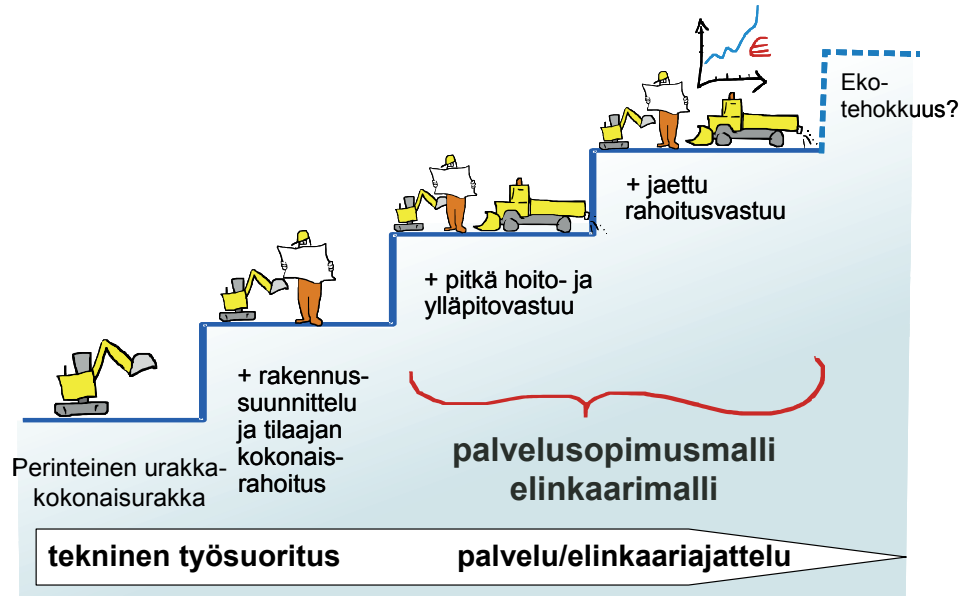 Perinteinen urakka-
kokonaisurakka
+ rakennus-
suunnittelu
ja tilaajan
kokonais-
rahoitus
+ pitkä hoito- ja
ylläpitovastuu
+ jaettu
rahoitusvastuu
€
Eko-
tehokkuus?
palvelusopimusmalli
elinkaarimalli
tekninen työsuoritus
palvelu/elinkaariajattelu